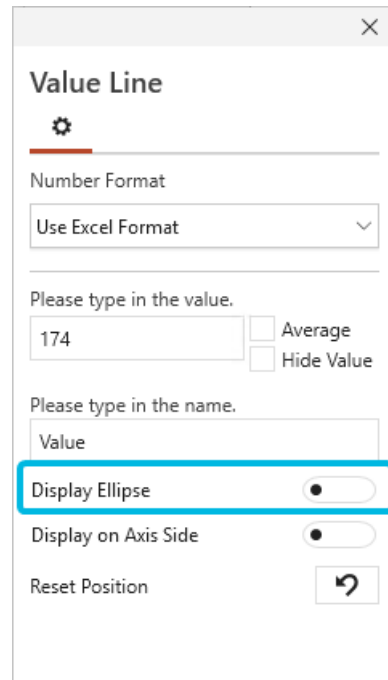 Value Line
Number Format
Use Excel Format
Please type in the value.
174
Average
Hide Value
Please type in the name.
Value
Display Ellipse
Display on Axis Side
Reset Position